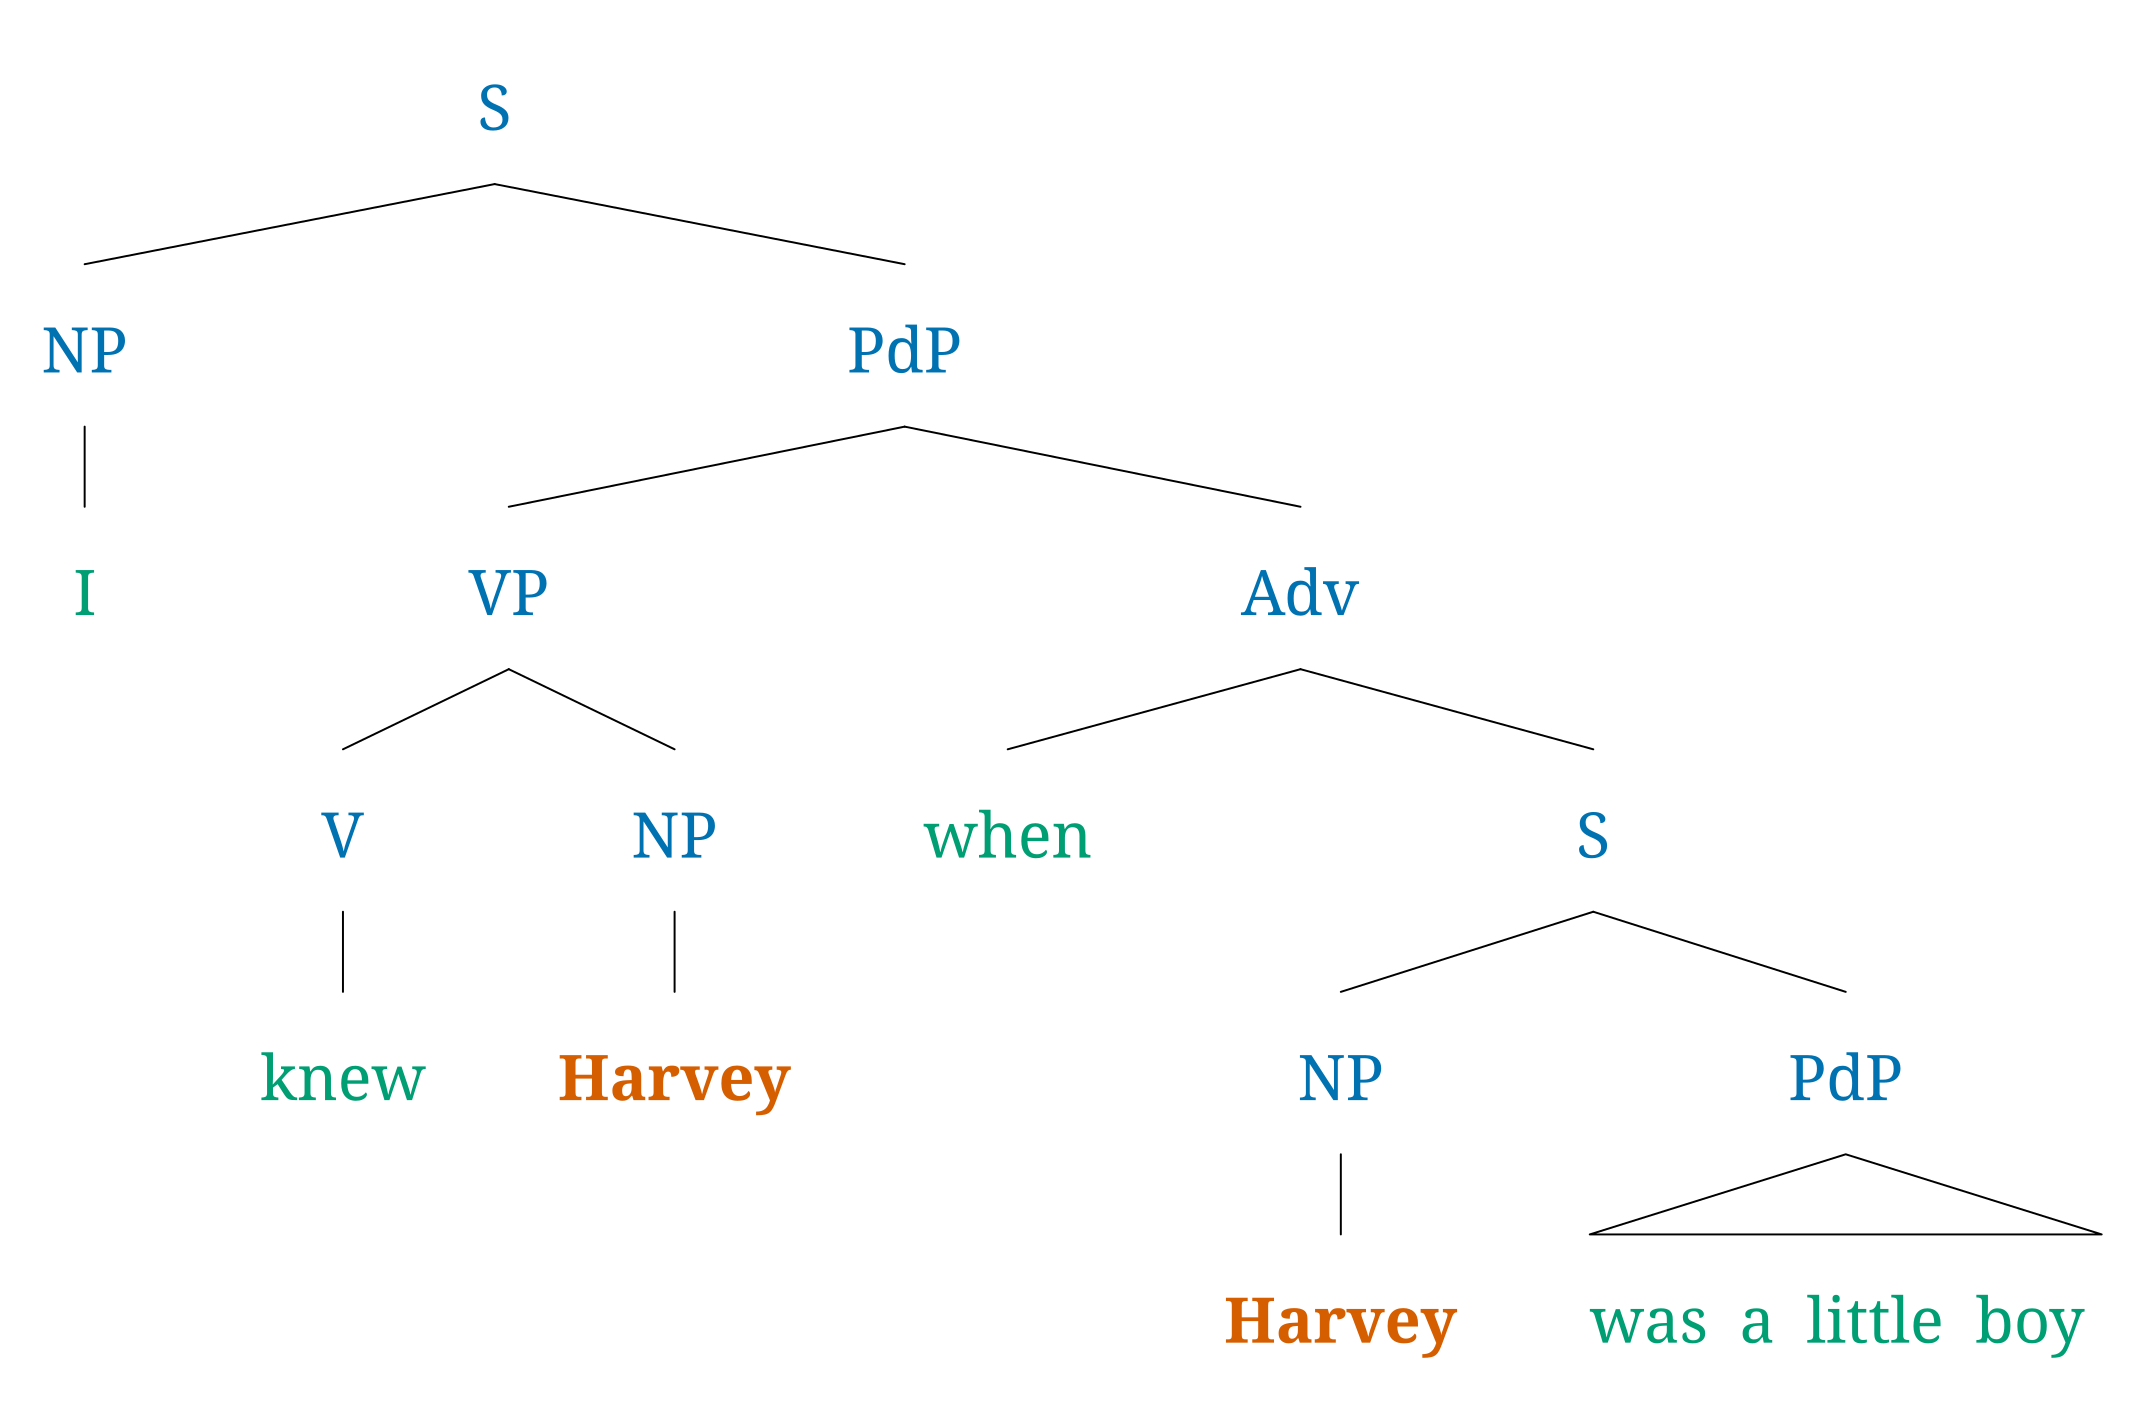 S
NP PdP
I VP Adv
V NP when S
knew Harvey NP PdP
Harvey was a little boy